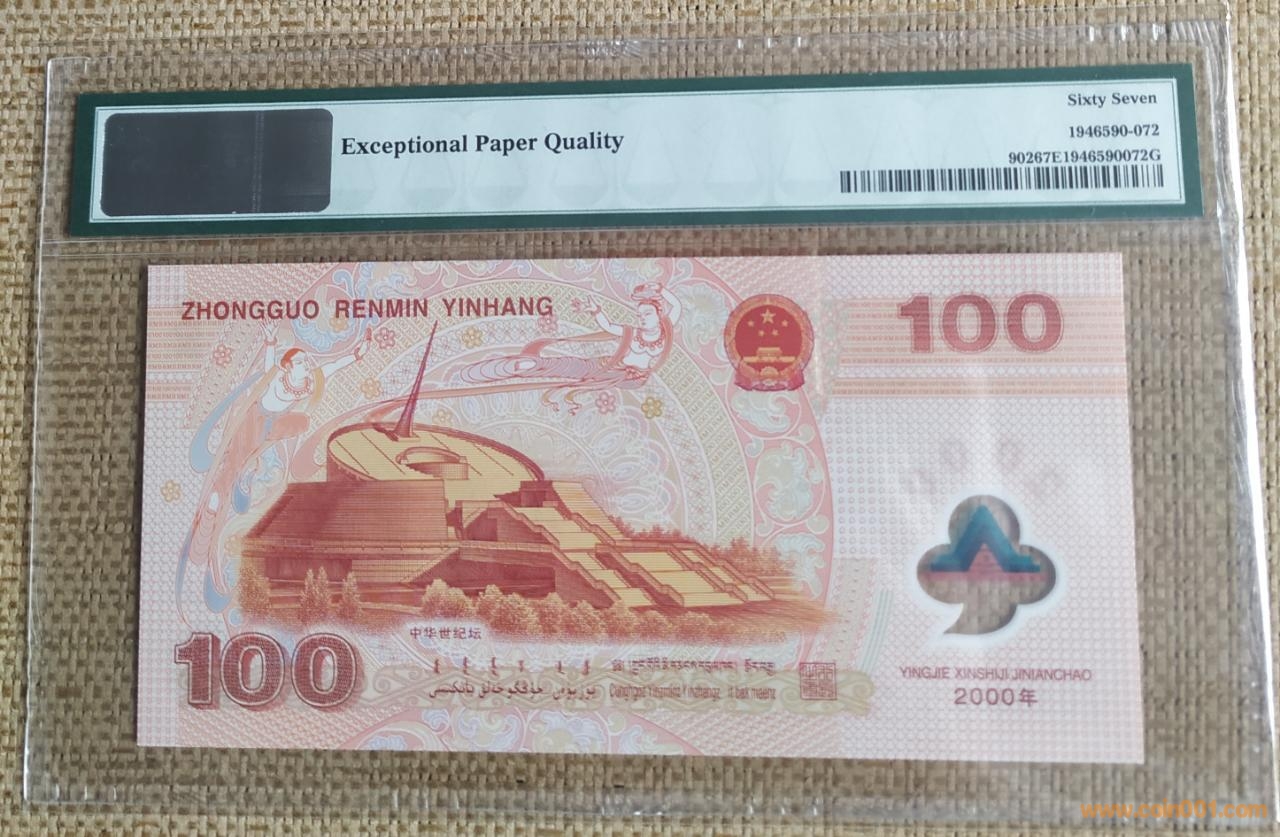 Sixty Seven
Exceptional Paper Quality
1946590-072
90267E1946590072G
ZHONGGUO RENMIN YINHANG
100
中华世纪坛
100
YINGJIE XINSHIJI JINIANCHAO
2000年
www.coin001.com